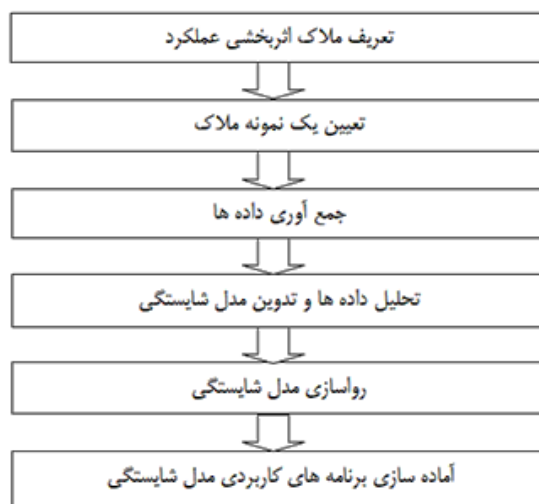 تعریف ملاک اثربخشی عملکرد
تعیین یک نمونه ملاک
جمع آوری داده ها
تحلیل داده ها و تدوین مدل شایستگی
رواسازی مدل شایستگی
آماده سازی برنامه های کاربردی مدل شایستگی